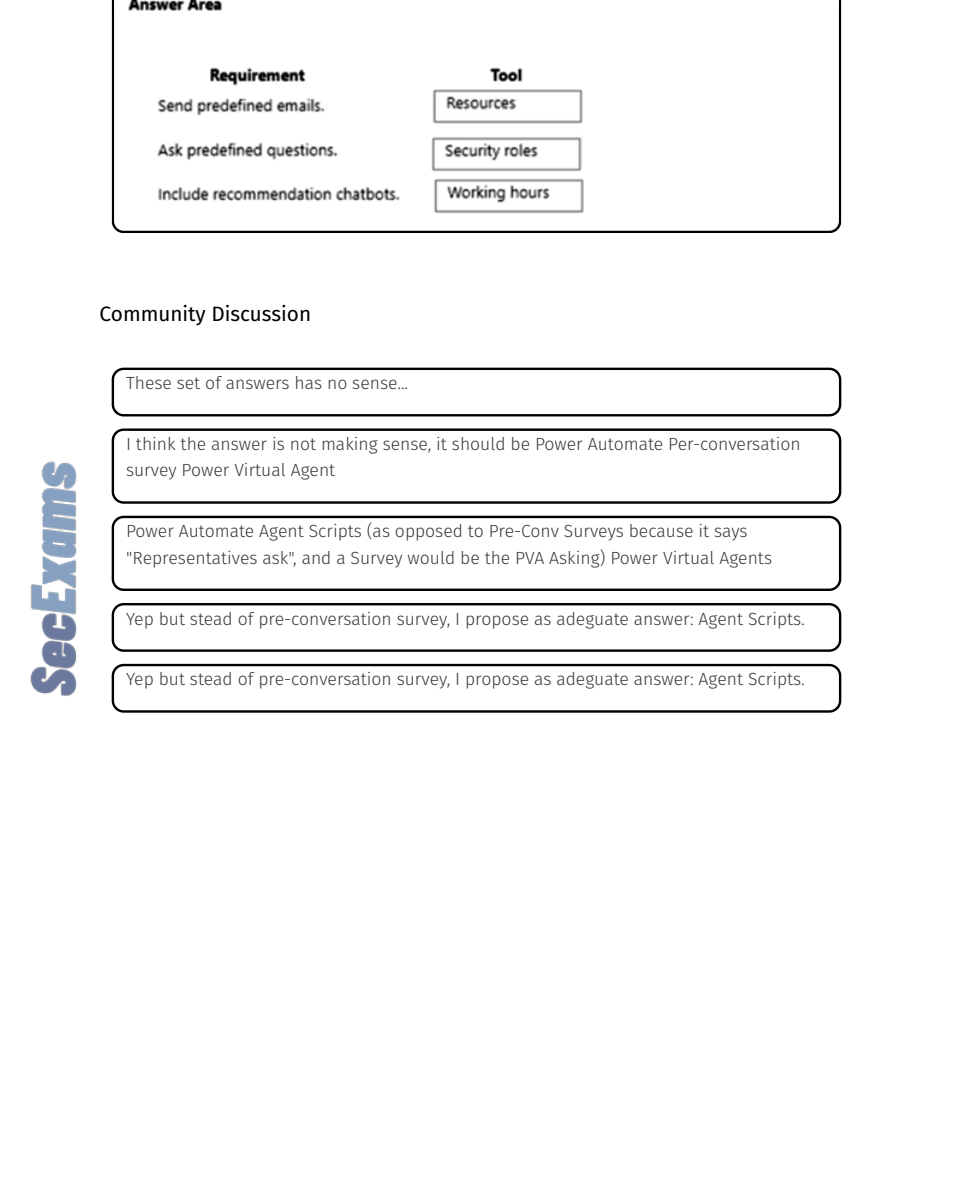 Answer Area
Requirement Tool
Send predefined emails. Resources
Ask predefined questions. Security roles
Include recommendation chatbots. Working hours
Community Discussion
These set of answers has no sense...
I think the answer is not making sense, it should be Power Automate Per-conversation
survey Power Virtual Agent
Power Automate Agent Scripts (as opposed to Pre-Conv Surveys because it says
"Representatives ask", and a Survey would be the PVA Asking) Power Virtual Agents
Yep but stead of pre-conversation survey, I propose as adeguate answer: Agent Scripts.
Yep but stead of pre-conversation survey, I propose as adeguate answer: Agent Scripts.
SecExams